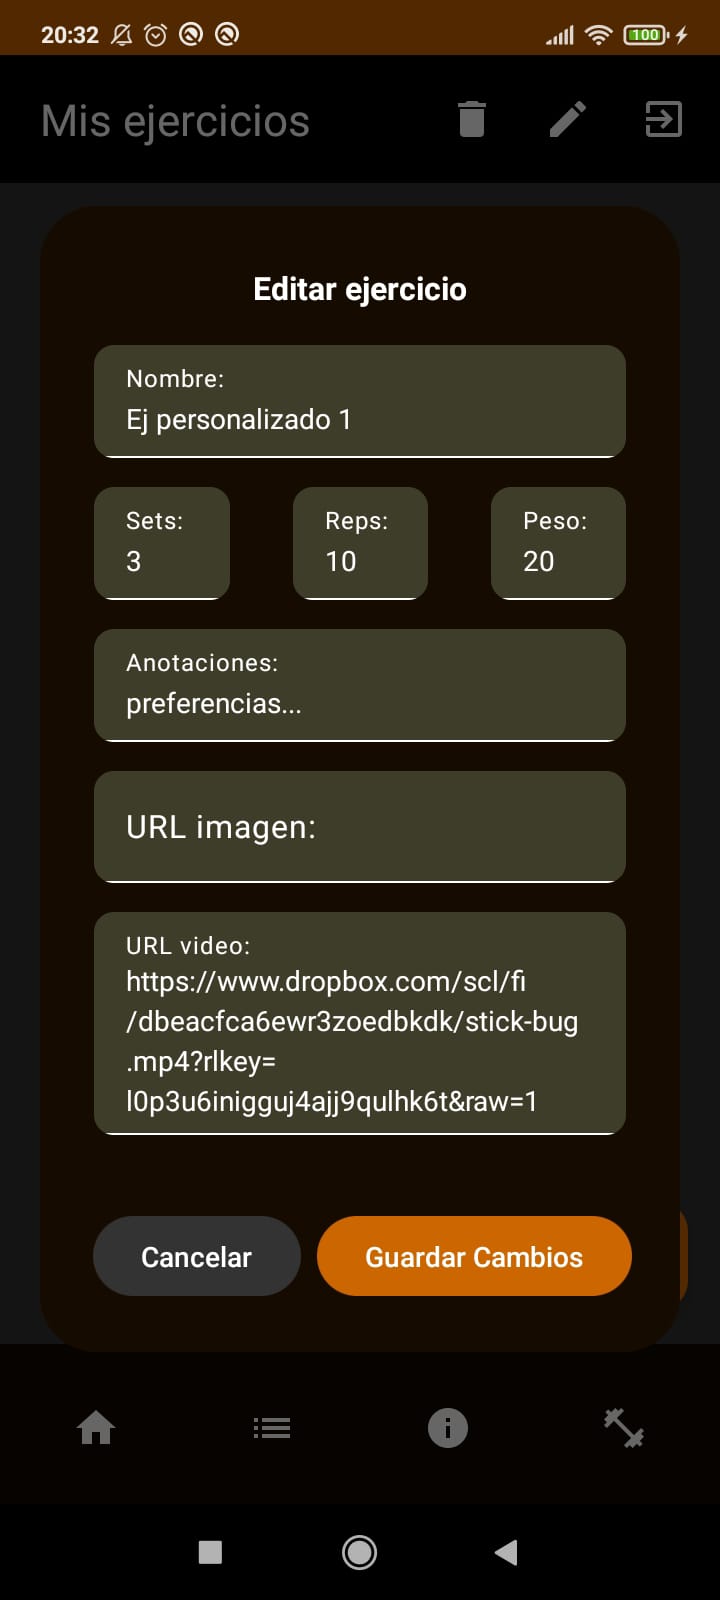 20:32
100
Mis ejercicios
Editar ejercicio
Nombre:
Ej personalizado 1
Sets:
3
Reps:
10
Peso:
20
Anotaciones:
preferencias...
URL imagen:
URL video:
https://www.dropbox.com/scl/fi
/dbeacfca6ewr3zoedbkdk/stick-bug
.mp4?rlkey=
l0p3u6inigguj4ajj9qulhk6t&raw=1
Cancelar
Guardar Cambios